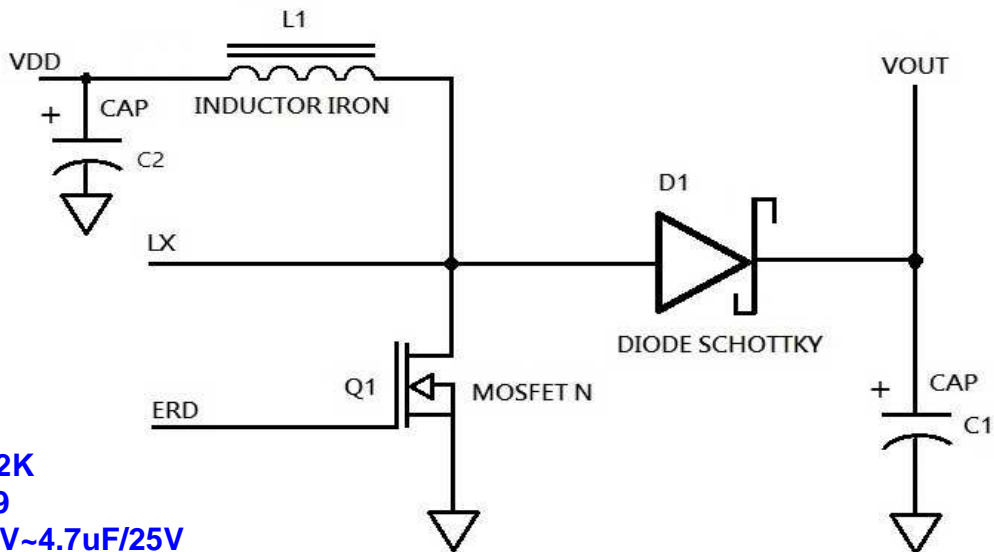 L1
VDD
VOUT
INDUCTOR IRON
+
CAP
C2
D1
LX
DIODE SCHOTTKY
Q1
MOSFET N
+
CAP
C1
ERD
2K
9
V~4.7uF/25V